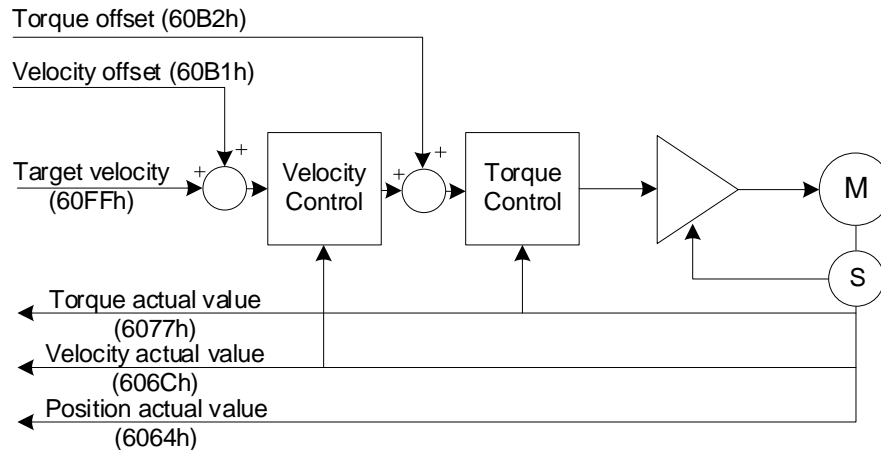 Torque offset (60B2h)
Velocity offset (60B1h)
+
+
+
+
Target velocity
(60FFh)
Velocity
Control
Torque
Control
M
S
Torque actual value
(6077h)
Velocity actual value
(606Ch)
Position actual value
(6064h)